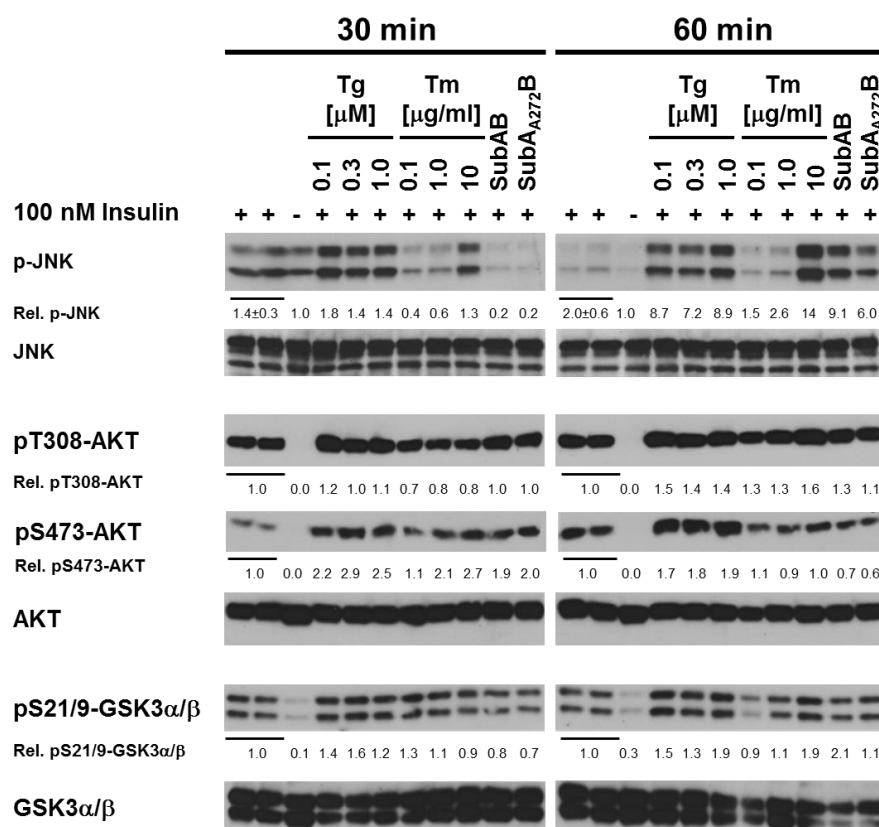 30 min 60 min
Tg Tm Tg Tm
[μM] [μg/ml] SubAB SubA_A272B [μM] [μg/ml] SubAB SubA_A272B
0.1 0.3 1.0 0.1 1.0 10 0.1 0.3 1.0 0.1 1.0 10
100 nM Insulin + + - + + + + + + + + + + - + + + + + + + +
p-JNK
Rel. p-JNK 1.4±0.3 1.0 1.8 1.4 1.4 0.4 0.6 1.3 0.2 0.2 2.0±0.6 1.0 8.7 7.2 8.9 1.5 2.6 14 9.1 6.0
JNK
pT308-AKT
Rel. pT308-AKT 1.0 0.0 1.2 1.0 1.1 0.7 0.8 0.8 1.0 1.0 1.0 0.0 1.5 1.4 1.4 1.3 1.3 1.6 1.3 1.1
pS473-AKT
Rel. pS473-AKT 1.0 0.0 2.2 2.9 2.5 1.1 2.1 2.7 1.9 2.0 1.0 0.0 1.7 1.8 1.9 1.1 0.9 1.0 0.7 0.6
AKT
pS21/9-GSK3α/β
Rel. pS21/9-GSK3α/β 1.0 0.1 1.4 1.6 1.2 1.3 1.1 0.9 0.8 0.7 1.0 0.3 1.5 1.3 1.9 0.9 1.1 1.9 2.1 1.1
GSK3α/β